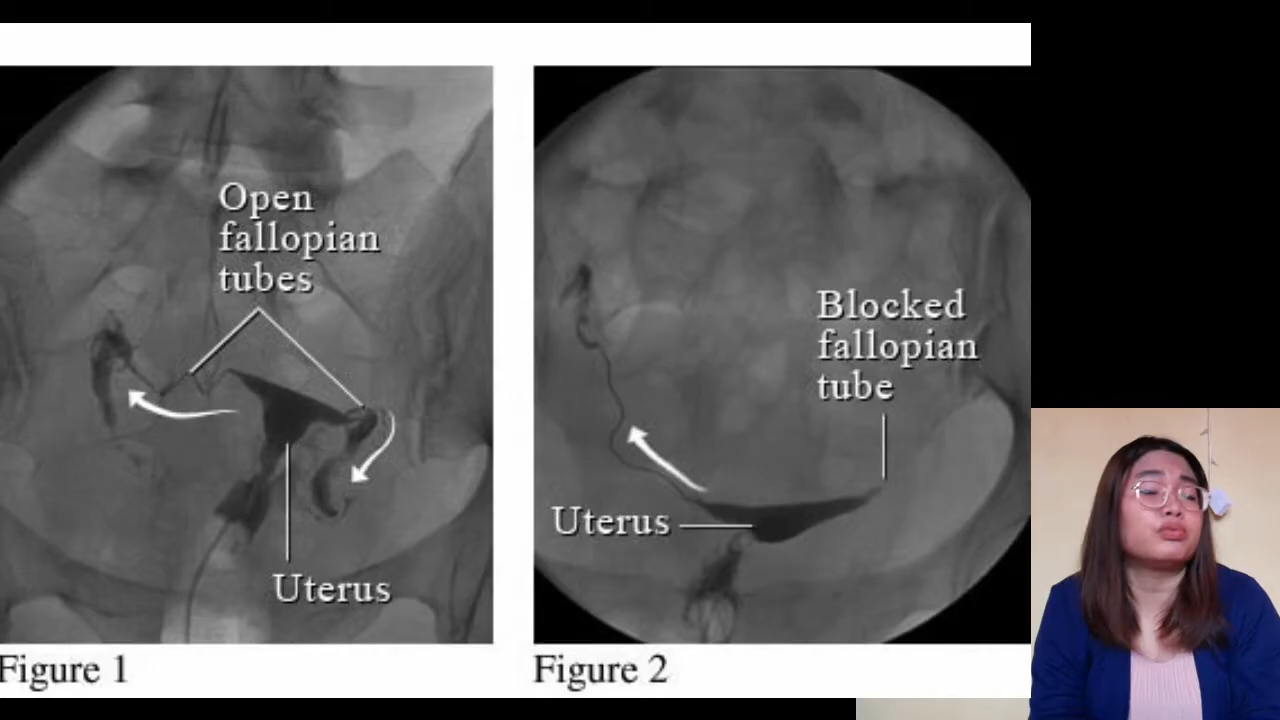 Open
fallopian
tubes
Uterus
Figure 1
Blocked
fallopian
tube
Uterus
Figure 2